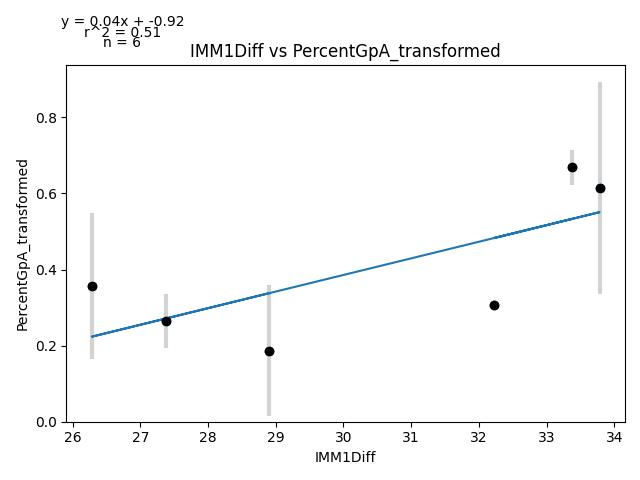 y = 0.04x + -0.92
r^2 = 0.51
n = 6
IMM1Diff vs PercentGpA_transformed
PercentGpA_transformed
0.8
0.6
0.4
0.2
0.0
26 27 28 29 30 31 32 33 34
IMM1Diff